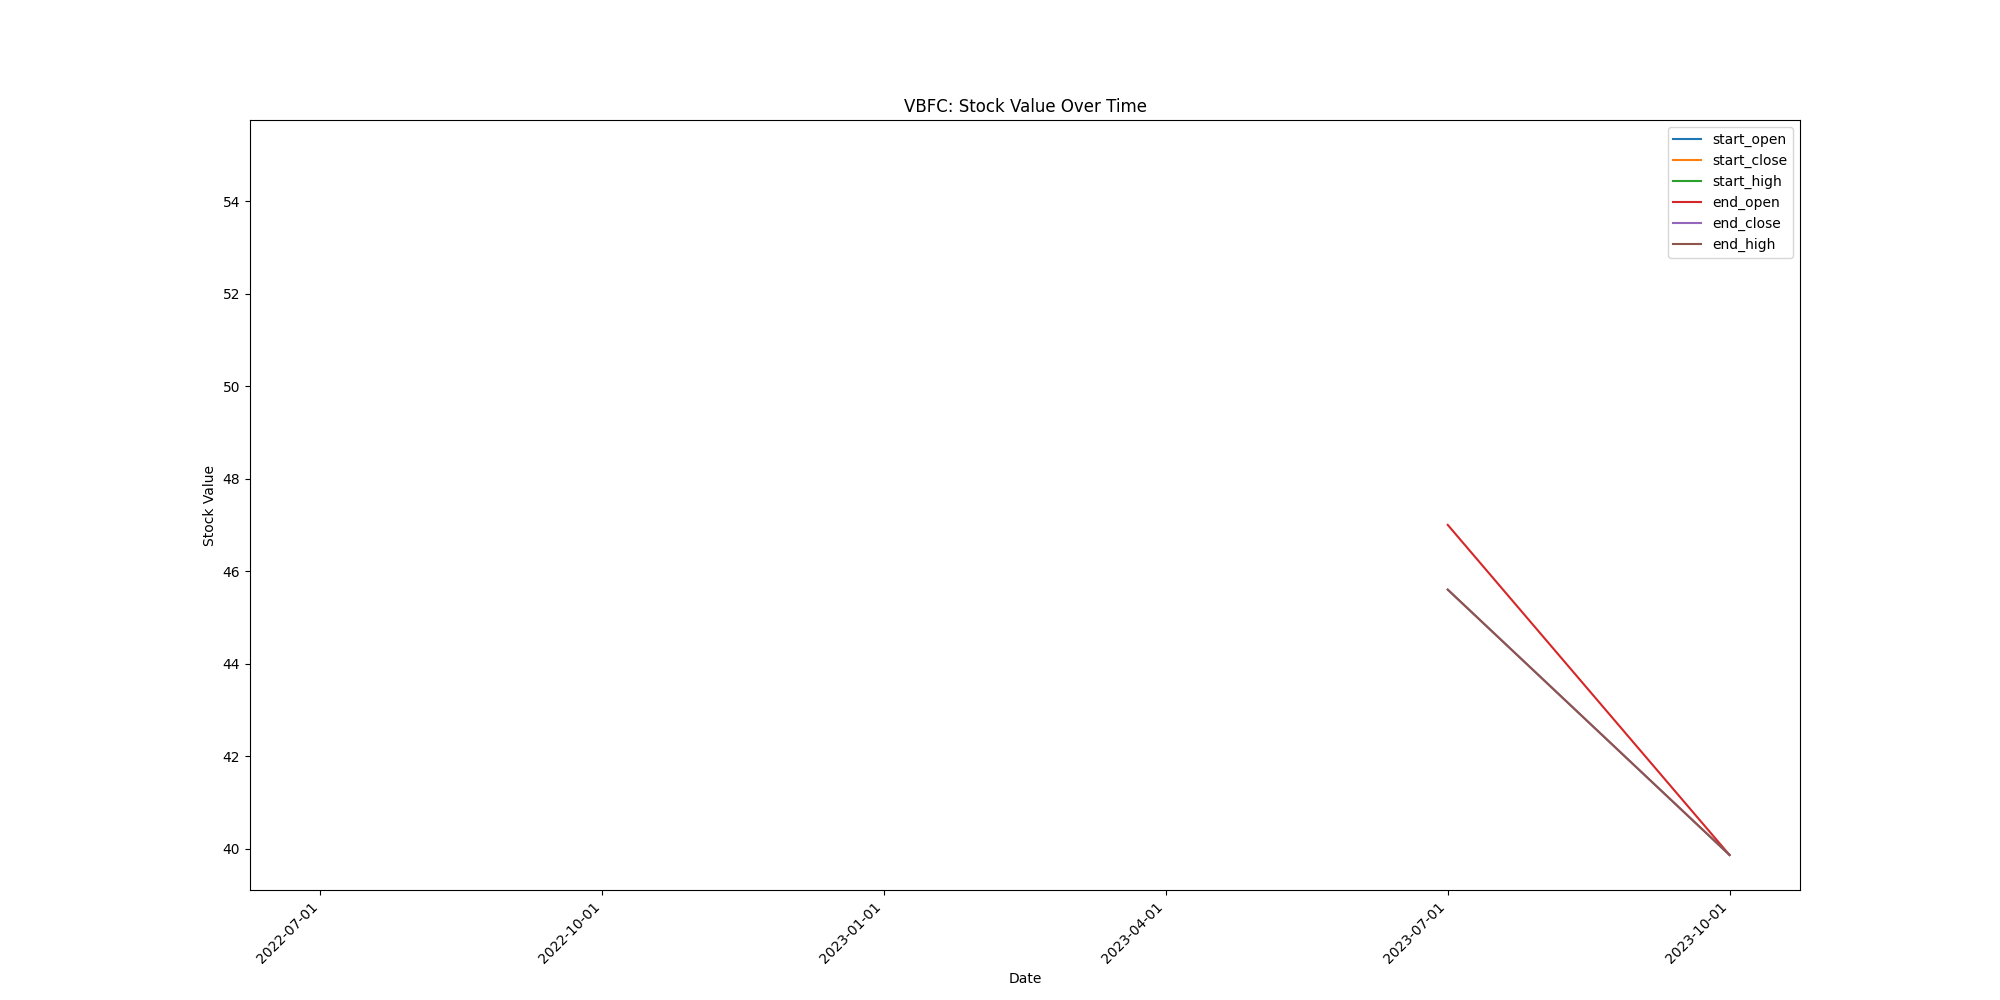 VBFC: Stock Value Over Time
start_open
start_close
start_high
end_open
end_close
end_high
54
52
50
48
46
44
42
40
Stock Value
2022-07-01
2022-10-01
2023-01-01
2023-04-01
2023-07-01
2023-10-01
Date